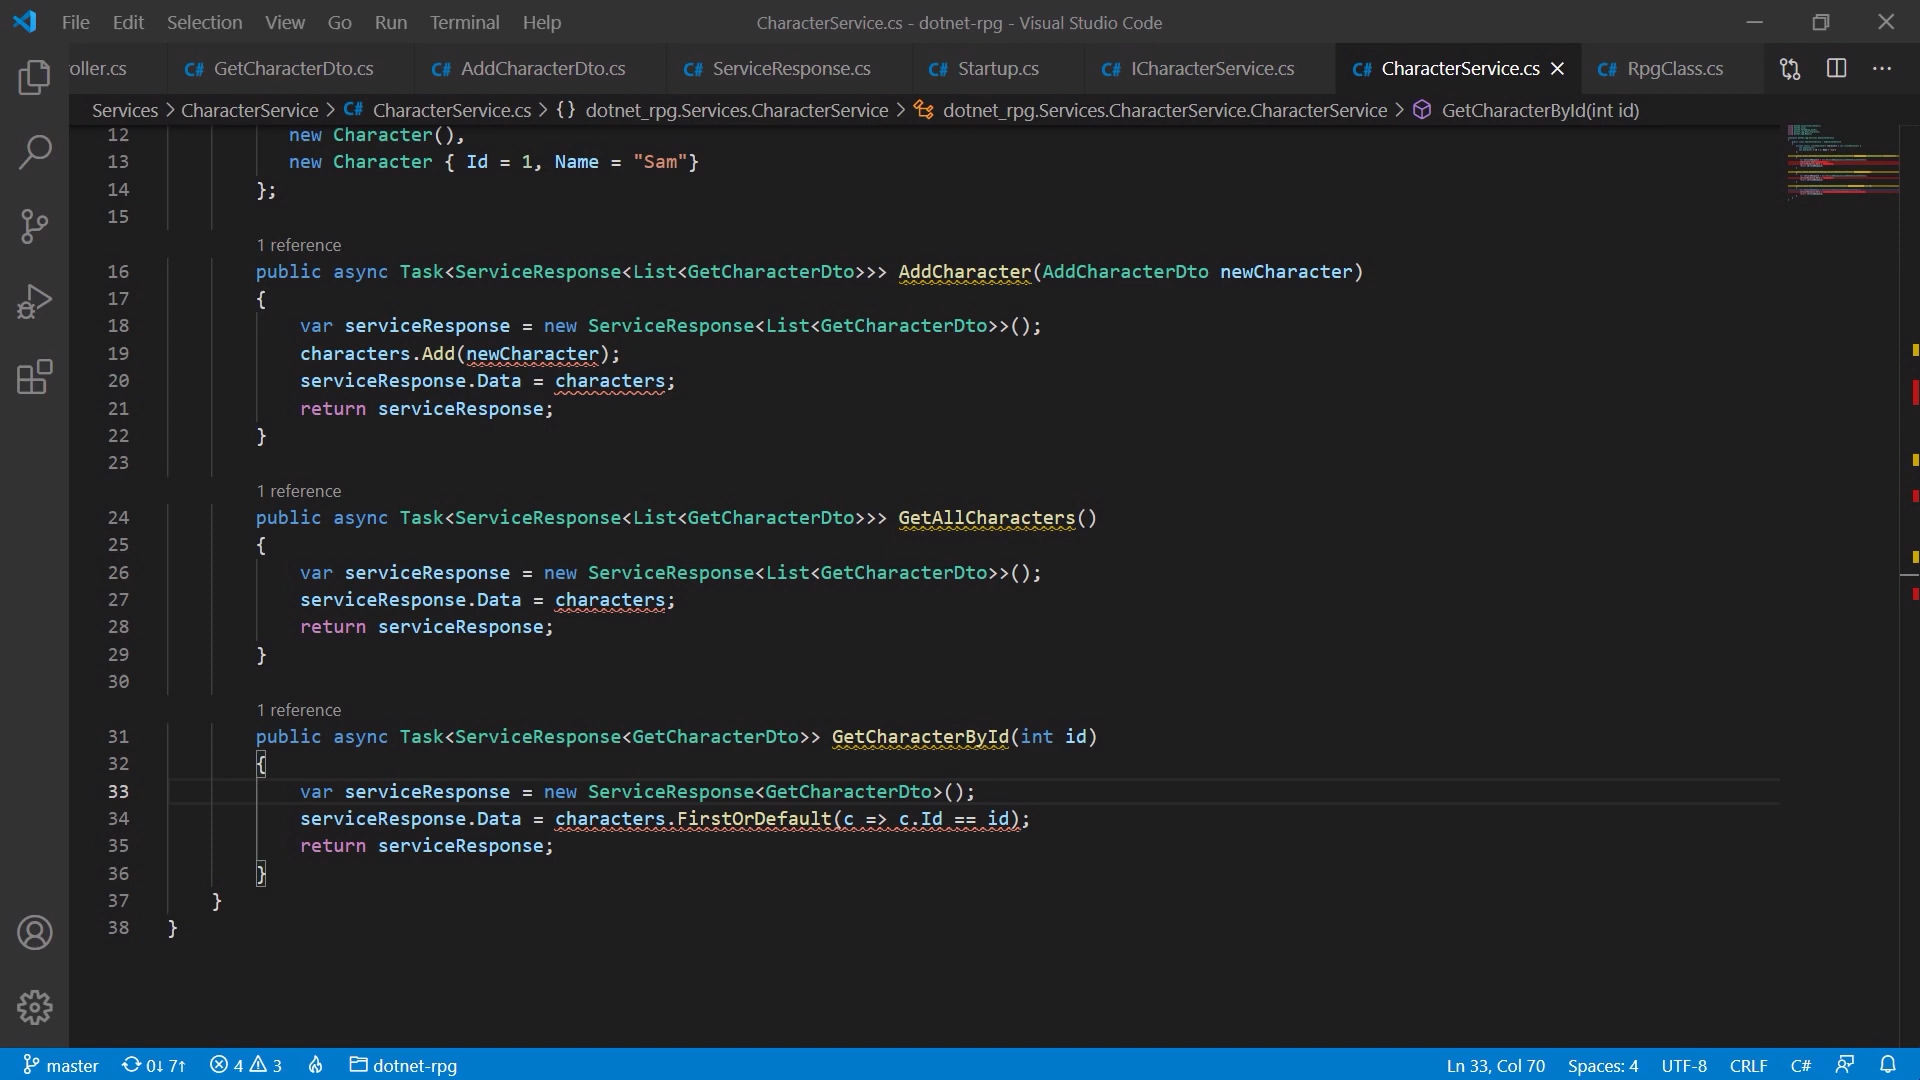 File Edit Selection View Go Run Terminal Help CharacterService.cs - dotnet-rpg - Visual Studio Code
oller.cs C# GetCharacterDto.cs C# AddCharacterDto.cs C# ServiceResponse.cs C# Startup.cs C# ICharacterService.cs C# CharacterService.cs C# RpgClass.cs
Services > CharacterService > C# CharacterService.cs > {} dotnet_rpg.Services.CharacterService > dotnet_rpg.Services.CharacterService.CharacterService > GetCharacterById(int id)
12 new Character(),
13 new Character { Id = 1, Name = "Sam"}
14 };
15
1 reference
16 public async Task<ServiceResponse<List<GetCharacterDto>>> AddCharacter(AddCharacterDto newCharacter)
17 {
18 var serviceResponse = new ServiceResponse<List<GetCharacterDto>>();
19 characters.Add(newCharacter);
20 serviceResponse.Data = characters;
21 return serviceResponse;
22 }
23
1 reference
24 public async Task<ServiceResponse<List<GetCharacterDto>>> GetAllCharacters()
25 {
26 var serviceResponse = new ServiceResponse<List<GetCharacterDto>>();
27 serviceResponse.Data = characters;
28 return serviceResponse;
29 }
30
1 reference
31 public async Task<ServiceResponse<GetCharacterDto>> GetCharacterById(int id)
32 {
33 var serviceResponse = new ServiceResponse<GetCharacterDto>();
34 serviceResponse.Data = characters.FirstOrDefault(c => c.Id == id);
35 return serviceResponse;
36 }
37 }
38 }
master 0↓ 7↑ 4 3 dotnet-rpg Ln 33, Col 70 Spaces: 4 UTF-8 CRLF C#